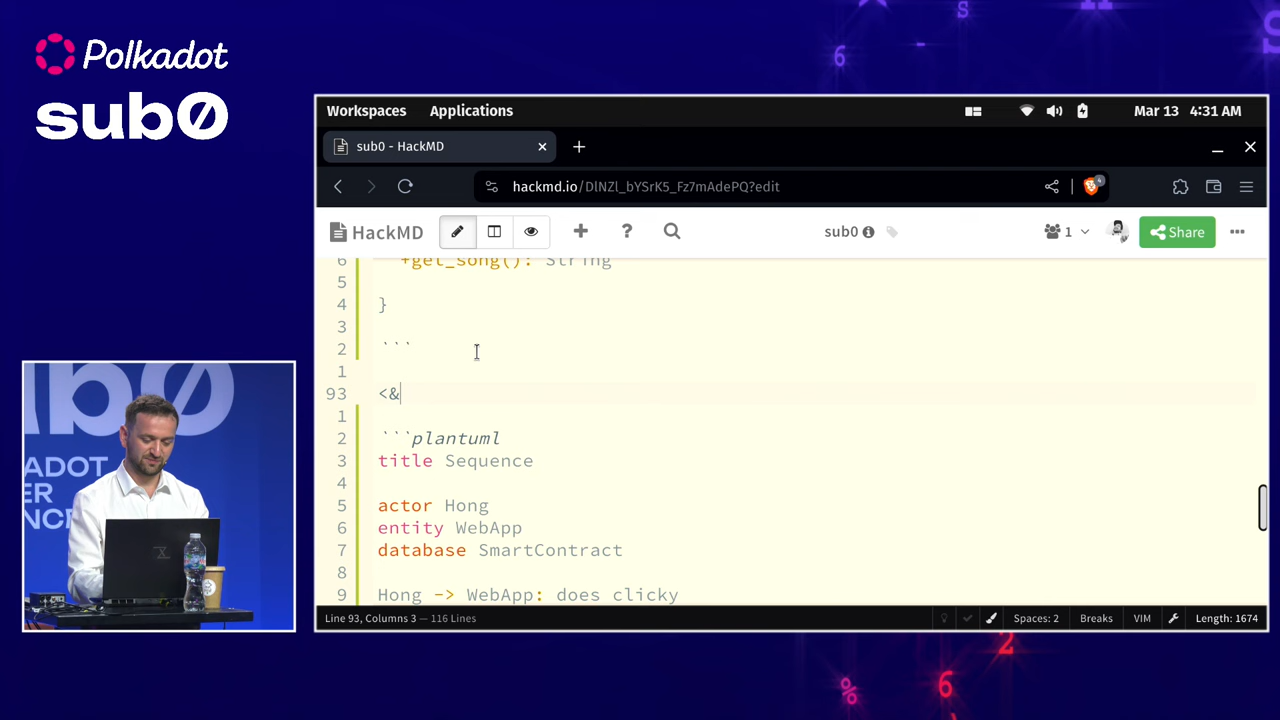 Polkadot
sub0
Workspaces Applications Mar 13 4:31 AM
sub0 - HackMD
hackmd.io/DlNZl_bYSrK5_Fz7mAdePQ?edit
HackMD sub0 1 Share
6 +get_song(): String
5
4 }
3
2 ```
1
93 <&
1
2 ```plantuml
3 title Sequence
4
5 actor Hong
6 entity WebApp
7 database SmartContract
8
9 Hong -> WebApp: does clicky
Line 93, Columns 3 — 116 Lines Spaces: 2 Breaks VIM Length: 1674